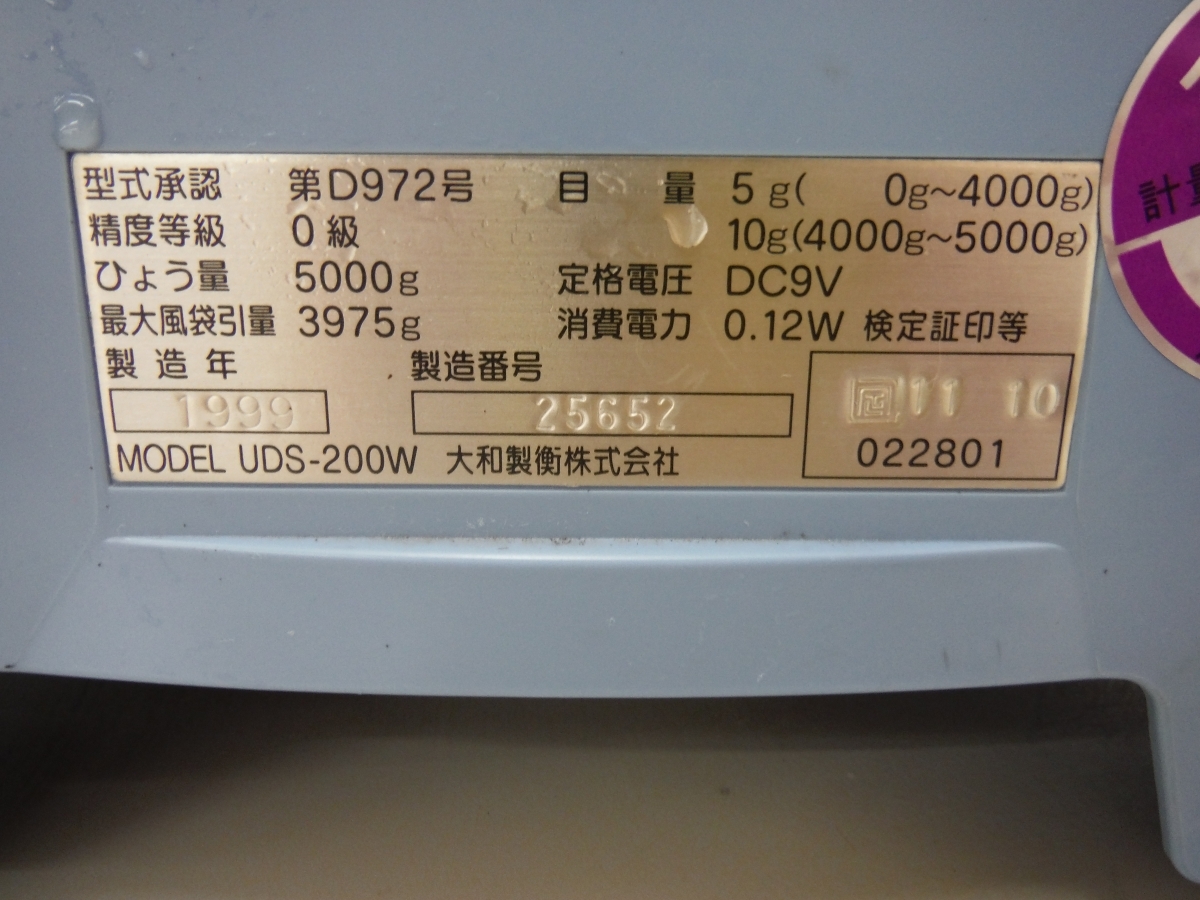 型式承認 第D972号 目 量 5g( 0g~4000g)
精度等級 0級 10g(4000g~5000g)
ひょう量 5000g 定格電圧 DC9V
最大風袋引量 3975g 消費電力 0.12W 検定証印等
製造年 製造番号
1999 25652 11 10
MODEL UDS-200W 大和製衡株式会社 022801
計量